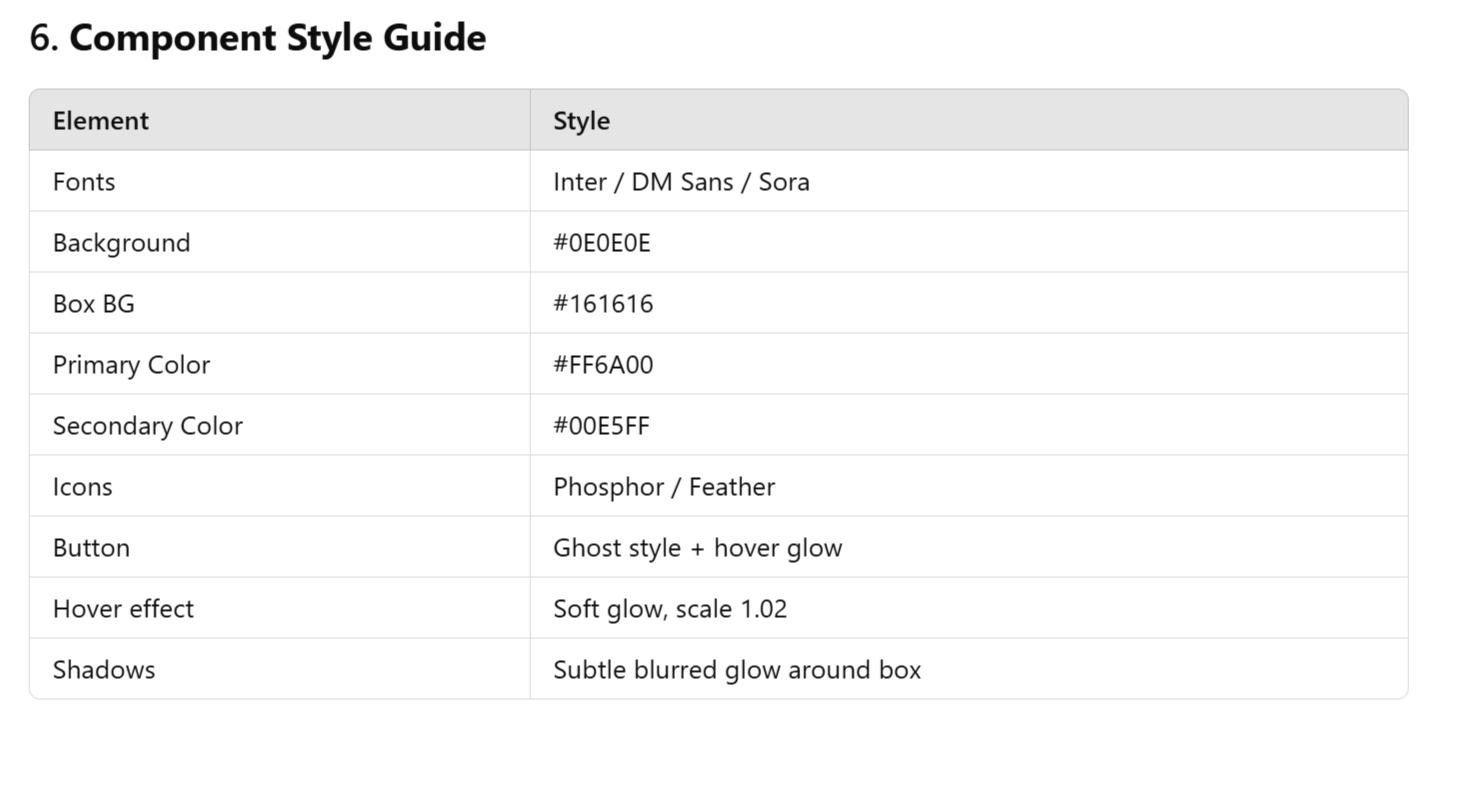 6. Component Style Guide
Element Style
Fonts Inter / DM Sans / Sora
Background #0E0E0E
Box BG #161616
Primary Color #FF6A00
Secondary Color #00E5FF
Icons Phosphor / Feather
Button Ghost style + hover glow
Hover effect Soft glow, scale 1.02
Shadows Subtle blurred glow around box